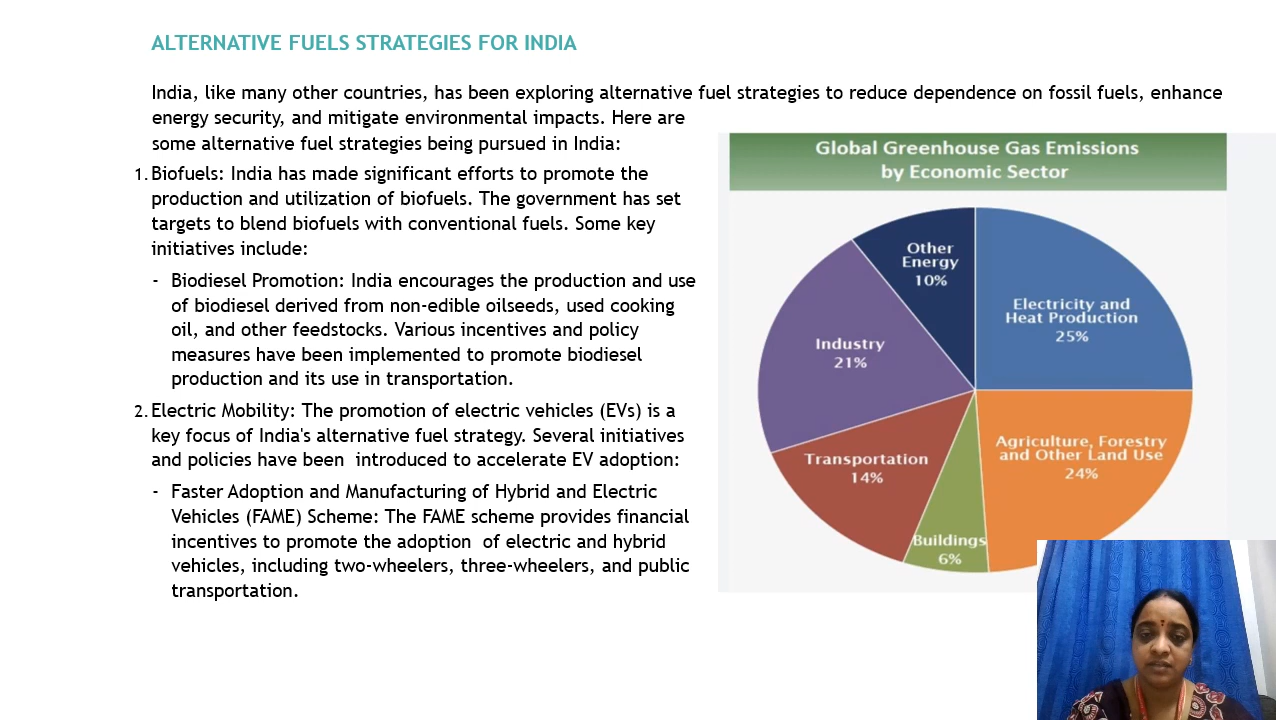 ALTERNATIVE FUELS STRATEGIES FOR INDIA
India, like many other countries, has been exploring alternative fuel strategies to reduce dependence on fossil fuels, enhance
energy security, and mitigate environmental impacts. Here are
some alternative fuel strategies being pursued in India:
1. Biofuels: India has made significant efforts to promote the
production and utilization of biofuels. The government has set
targets to blend biofuels with conventional fuels. Some key
initiatives include:
- Biodiesel Promotion: India encourages the production and use
of biodiesel derived from non-edible oilseeds, used cooking
oil, and other feedstocks. Various incentives and policy
measures have been implemented to promote biodiesel
production and its use in transportation.
2. Electric Mobility: The promotion of electric vehicles (EVs) is a
key focus of India's alternative fuel strategy. Several initiatives
and policies have been introduced to accelerate EV adoption:
- Faster Adoption and Manufacturing of Hybrid and Electric
Vehicles (FAME) Scheme: The FAME scheme provides financial
incentives to promote the adoption of electric and hybrid
vehicles, including two-wheelers, three-wheelers, and public
transportation.
Global Greenhouse Gas Emissions
by Economic Sector
Other
Energy
10%
Electricity and
Heat Production
25%
Industry
21%
Agriculture, Forestry
and Other Land Use
24%
Transportation
14%
Buildings
6%